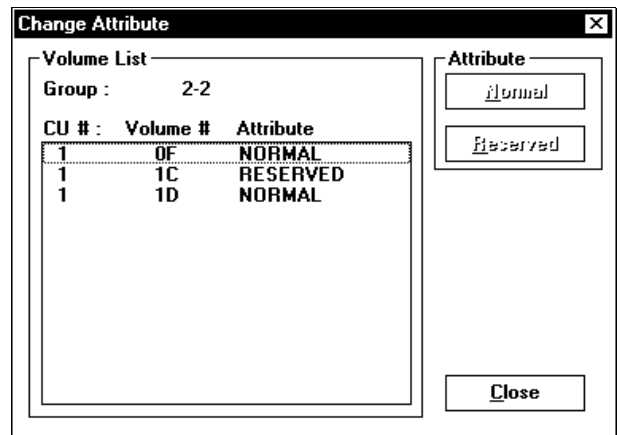 Change Attribute
Volume List
Group : 2-2
CU # : Volume # Attribute
1 0F NORMAL
1 1C RESERVED
1 1D NORMAL
Attribute
Normal
Reserved
Close